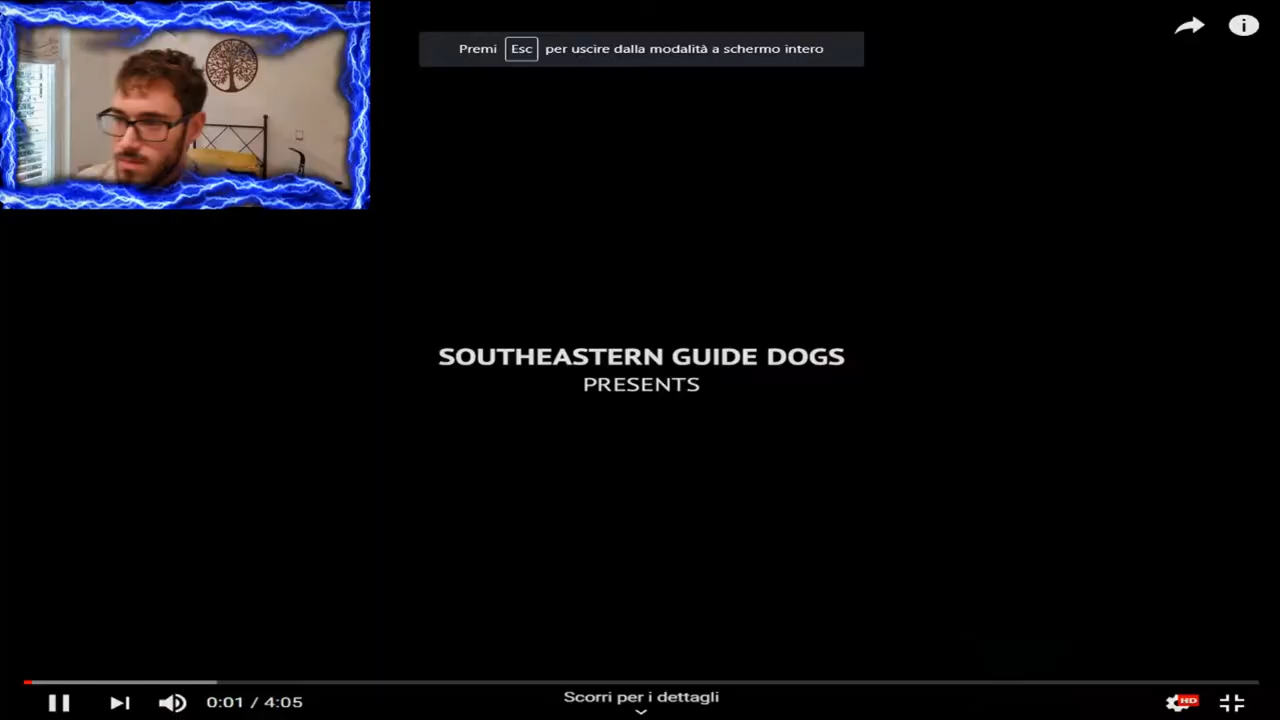 Premi Esc per uscire dalla modalità a schermo intero
SOUTHEASTERN GUIDE DOGS
PRESENTS
0:01 / 4:05
Scorri per i dettagli
HD